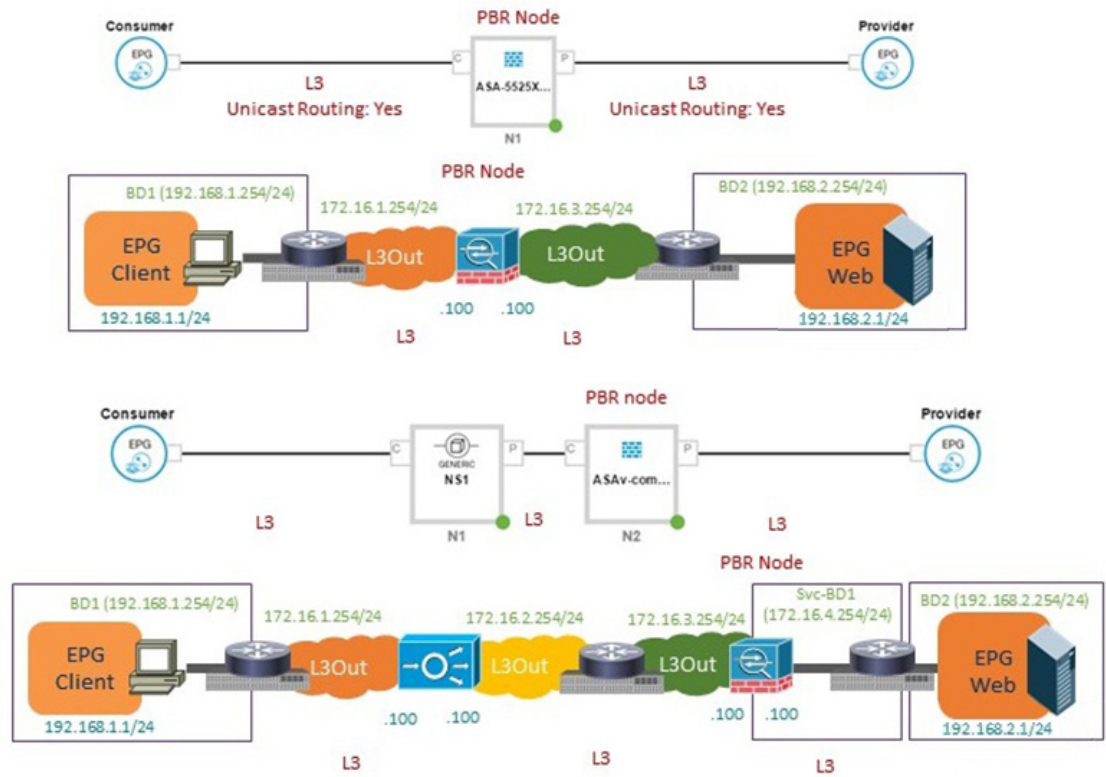 PBR Node
Consumer
Provider
EPG
C
ASA-5525X...
P
EPG
L3
Unicast Routing: Yes
L3
Unicast Routing: Yes
N1
PBR Node
BD1 (192.168.1.254/24)
172.16.1.254/24
172.16.3.254/24
BD2 (192.168.2.254/24)
EPG
Client
L3Out
L3Out
EPG
Web
192.168.1.1/24
.100
.100
192.168.2.1/24
L3
L3
PBR node
Consumer
Provider
EPG
C
GENERIC
NS1
P
C
ASAv-com...
P
EPG
L3
N1
L3
N2
L3
PBR Node
BD1 (192.168.1.254/24)
172.16.1.254/24
172.16.2.254/24
172.16.3.254/24
Svc-BD1
(172.16.4.254/24)
BD2 (192.168.2.254/24)
EPG
Client
L3Out
L3Out
L3Out
EPG
Web
192.168.1.1/24
.100
.100
.100
.100
192.168.2.1/24
L3
L3
L3